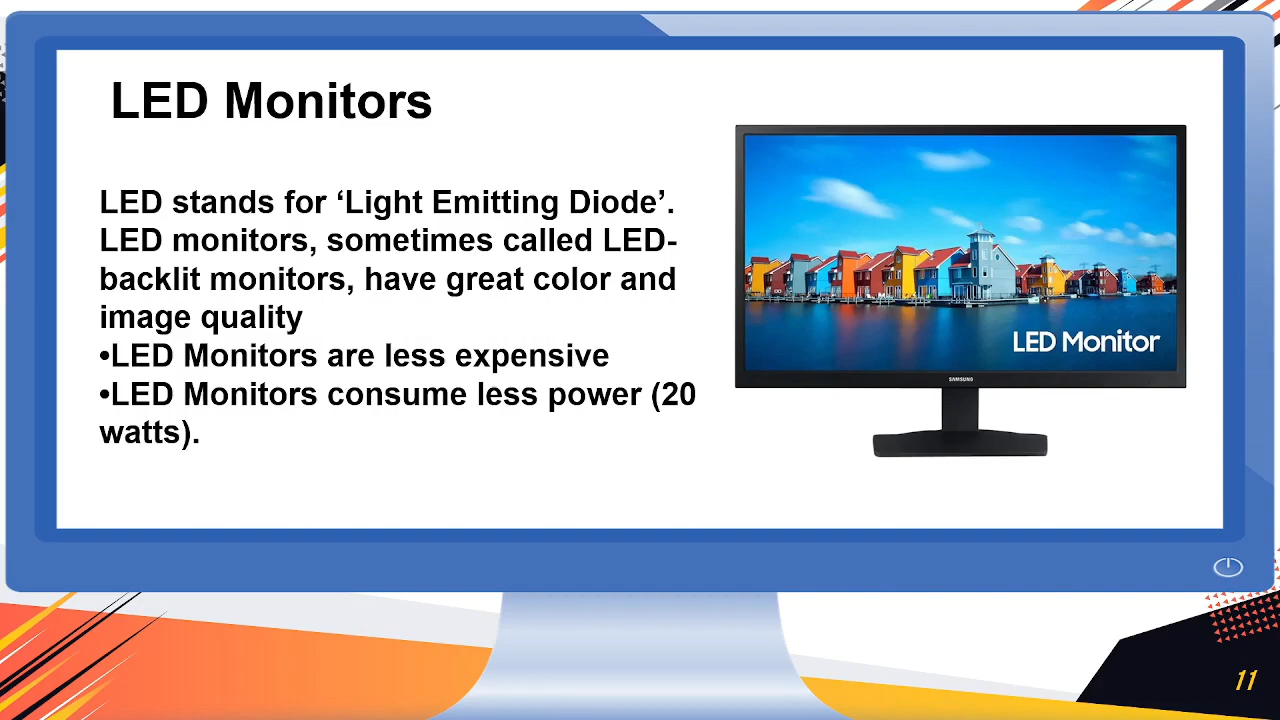 LED Monitors
LED stands for ‘Light Emitting Diode’.
LED monitors, sometimes called LED-
backlit monitors, have great color and
image quality
•LED Monitors are less expensive
•LED Monitors consume less power (20
watts).
LED Monitor
SAMSUNG
11